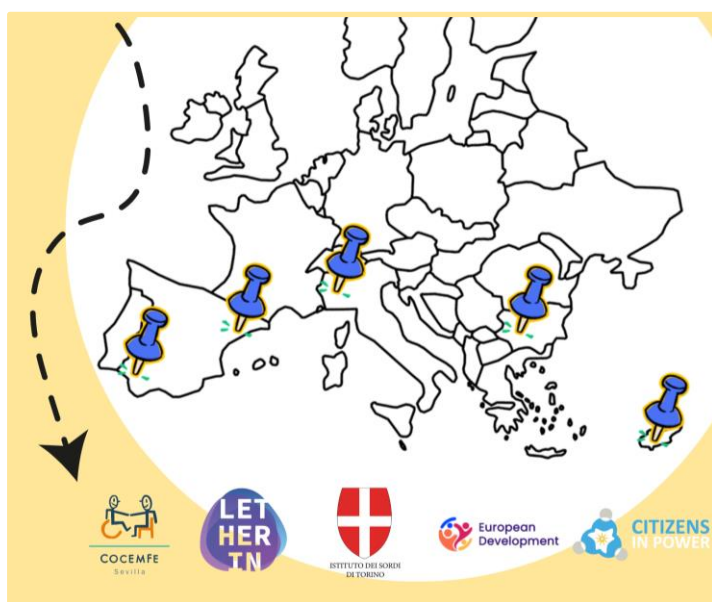 COCEMFE
Sevilla
LET
HER
IN
ISTITUTO DEI SORDI
DI TORINO
European
Development
CITIZENS
IN POWER